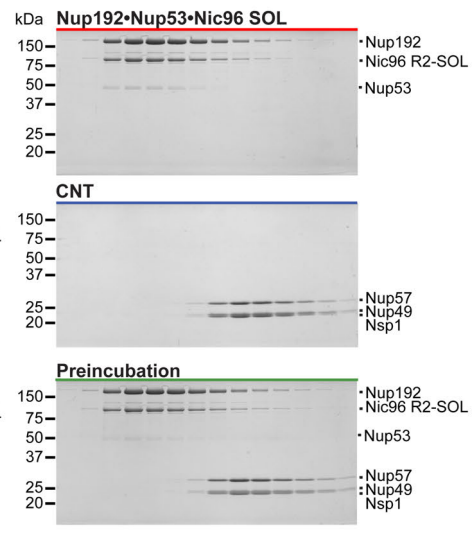 kDa Nup192•Nup53•Nic96 SOL
150 Nup192
75 Nic96 R2-SOL
50 Nup53
37
25
20
CNT
150
75
50
37
25 Nup57
20 Nup49
Nsp1
Preincubation
150 Nup192
75 Nic96 R2-SOL
50 Nup53
37
25 Nup57
20 Nup49
Nsp1